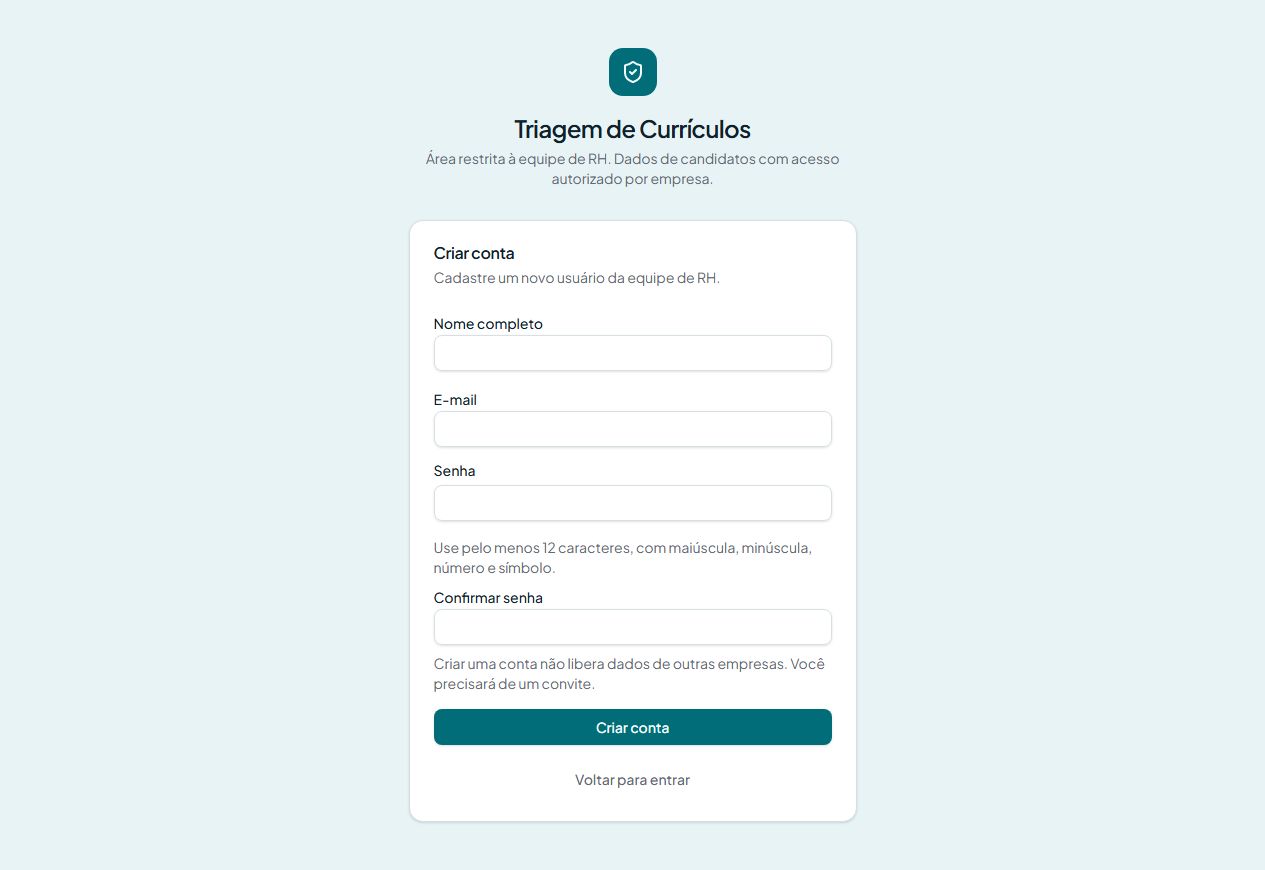 Triagem de Currículos
Área restrita à equipe de RH. Dados de candidatos com acesso
autorizado por empresa.
Criar conta
Cadastre um novo usuário da equipe de RH.
Nome completo
E-mail
Senha
Use pelo menos 12 caracteres, com maiúscula, minúscula,
número e símbolo.
Confirmar senha
Criar uma conta não libera dados de outras empresas. Você
precisará de um convite.
Criar conta
Voltar para entrar